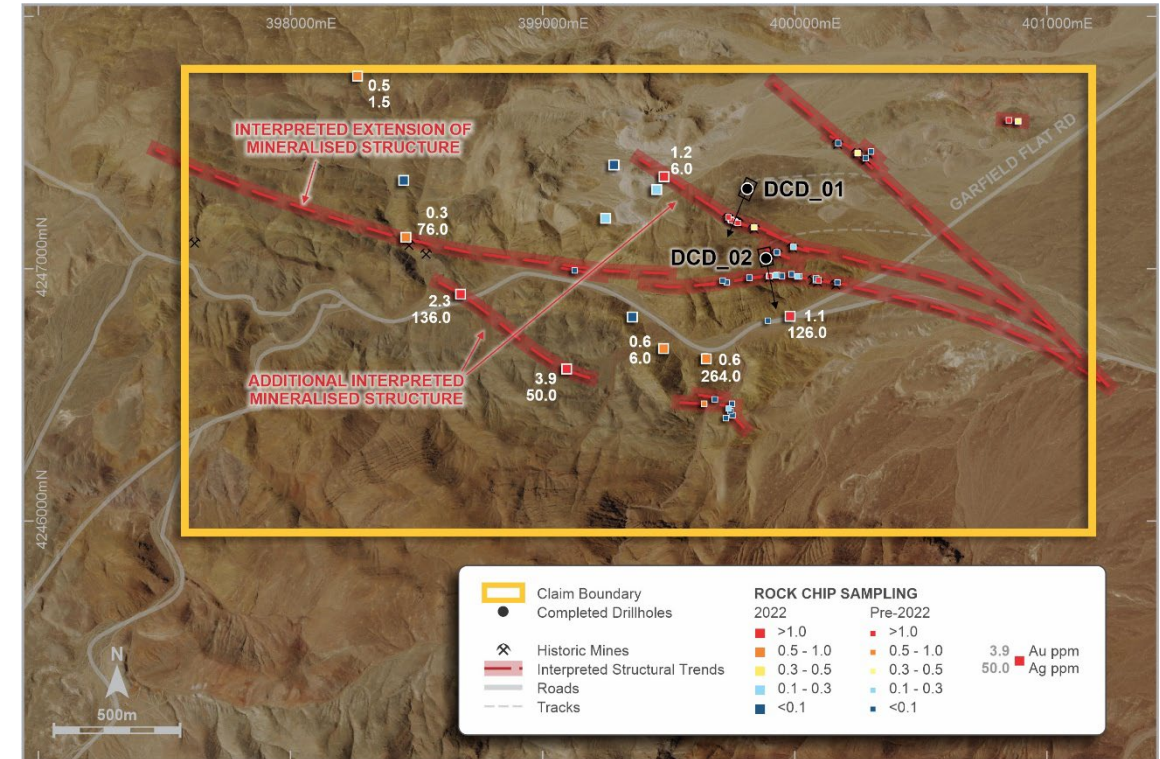 398000mE
399000mE
400000mE
401000mE
0.5
1.5
INTERPRETED EXTENSION OF
MINERALISED STRUCTURE
1.2
6.0
DCD_01
GARFIELD FLAT RD
0.3
76.0
DCD_02
4247000mN
2.3
136.0
1.1
126.0
0.6
6.0
0.6
264.0
ADDITIONAL INTERPRETED
MINERALISED STRUCTURE
3.9
50.0
4246000mN
N
500m
Claim Boundary
Completed Drillholes
Historic Mines
Interpreted Structural Trends
Roads
Tracks
ROCK CHIP SAMPLING
2022
>1.0
0.5 - 1.0
0.3 - 0.5
0.1 - 0.3
<0.1
Pre-2022
>1.0
0.5 - 1.0
0.3 - 0.5
0.1 - 0.3
<0.1
3.9 Au ppm
50.0 Ag ppm